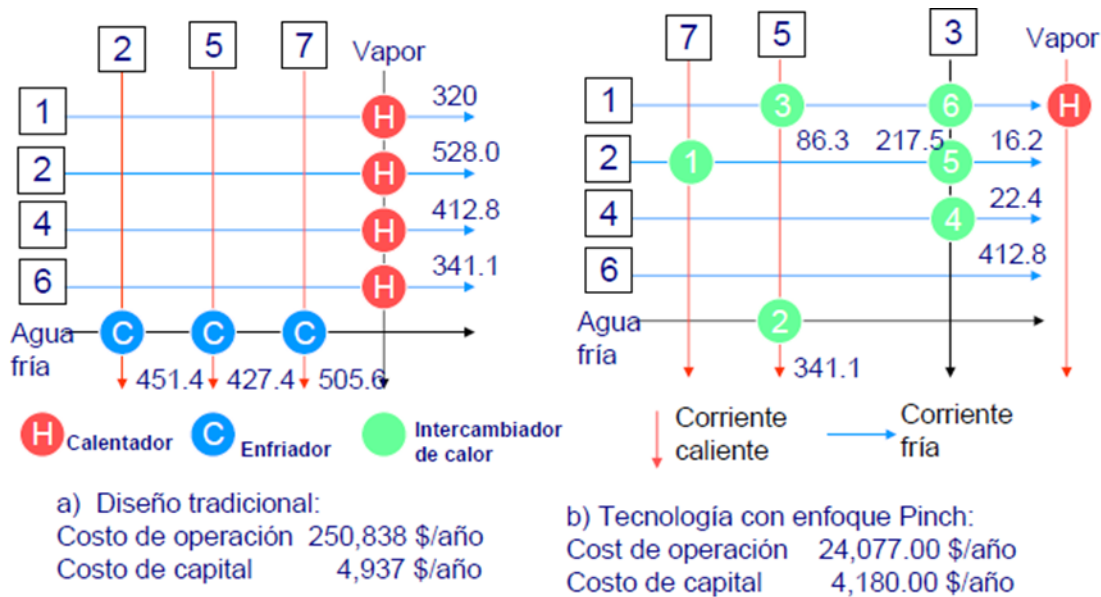 2 5 7 Vapor
1 H 320
2 H 528.0
4 H 412.8
6 H 341.1
Agua fría C C C
451.4 427.4 505.6
H Calentador C Enfriador Intercambiador de calor
a) Diseño tradicional:
Costo de operación 250,838 $/año
Costo de capital 4,937 $/año
7 5 3 Vapor
1 3 6 H
86.3 217.5 16.2
2 1 5
22.4
4 4
412.8
6
Agua fría 2
341.1
Corriente caliente
Corriente fría
b) Tecnología con enfoque Pinch:
Cost de operación 24,077.00 $/año
Costo de capital 4,180.00 $/año